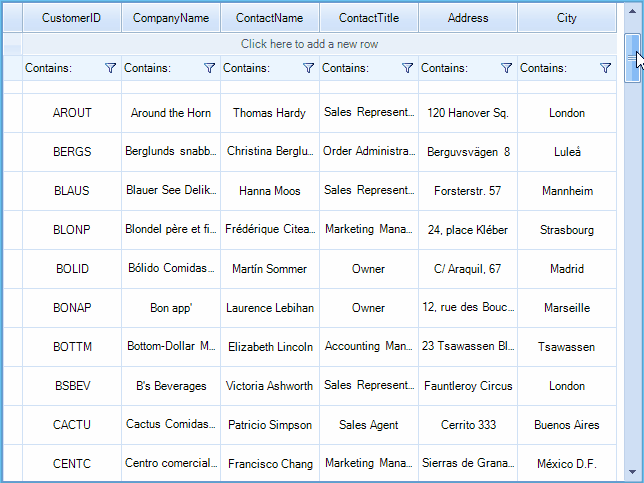 CustomerID CompanyName ContactName ContactTitle Address City
Click here to add a new row
Contains: Contains: Contains: Contains: Contains: Contains:
AROUT Around the Horn Thomas Hardy Sales Represent... 120 Hanover Sq. London
BERGS Berglunds snabb... Christina Berglu... Order Administra... Berguvsvägen 8 Luleå
BLAUS Blauer See Delik... Hanna Moos Sales Represent... Forsterstr. 57 Mannheim
BLONP Blondel père et fi... Frédérique Citea... Marketing Mana... 24, place Kléber Strasbourg
BOLID Bólido Comidas... Martín Sommer Owner C/ Araquil, 67 Madrid
BONAP Bon app' Laurence Lebihan Owner 12, rue des Bouc... Marseille
BOTTM Bottom-Dollar M... Elizabeth Lincoln Accounting Man... 23 Tsawassen Bl... Tsawassen
BSBEV B's Beverages Victoria Ashworth Sales Represent... Fauntleroy Circus London
CACTU Cactus Comidas... Patricio Simpson Sales Agent Cerrito 333 Buenos Aires
CENTC Centro comercial... Francisco Chang Marketing Mana... Sierras de Grana... México D.F.